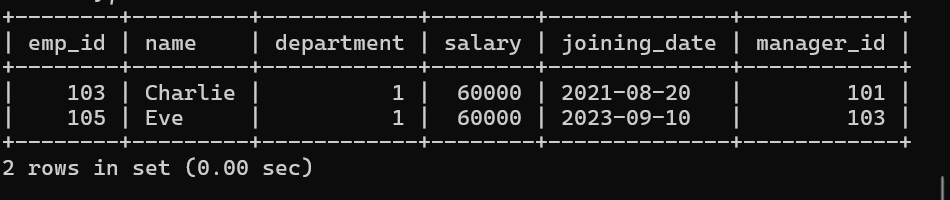 +--------+---------+------------+--------+--------------+------------+
| emp_id | name    | department | salary | joining_date | manager_id |
+--------+---------+------------+--------+--------------+------------+
|    103 | Charlie |          1 |  60000 | 2021-08-20   |        101 |
|    105 | Eve     |          1 |  60000 | 2023-09-10   |        103 |
+--------+---------+------------+--------+--------------+------------+
2 rows in set (0.00 sec)